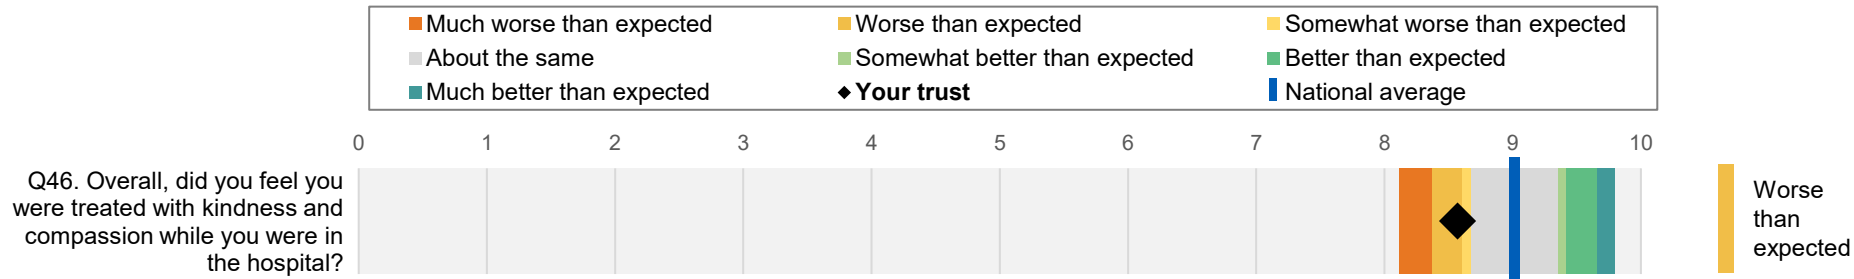 Much worse than expected
Worse than expected
Somewhat worse than expected
About the same
Somewhat better than expected
Better than expected
Much better than expected
Your trust
National average
0 1 2 3 4 5 6 7 8 9 10
Q46. Overall, did you feel you
were treated with kindness and
compassion while you were in
the hospital?
Worse
than
expected